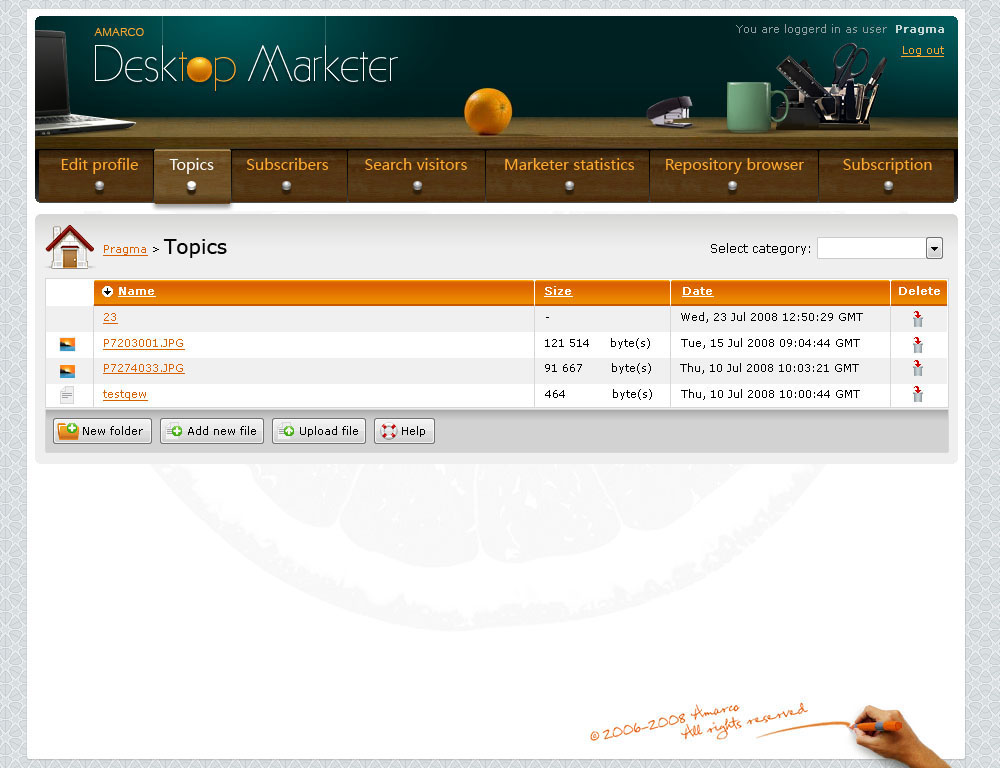 AMARCO
Desktop Marketer
You are loggerd in as user Pragma
Log out
Edit profile Topics Subscribers Search visitors Marketer statistics Repository browser Subscription
Pragma > Topics
Select category:
Name Size Date Delete
23 - Wed, 23 Jul 2008 12:50:29 GMT
P7203001.JPG 121 514 byte(s) Tue, 15 Jul 2008 09:04:44 GMT
P7274033.JPG 91 667 byte(s) Thu, 10 Jul 2008 10:03:21 GMT
testqew 464 byte(s) Thu, 10 Jul 2008 10:00:44 GMT
New folder Add new file Upload file Help
© 2006-2008 Amarco
All rights reserved